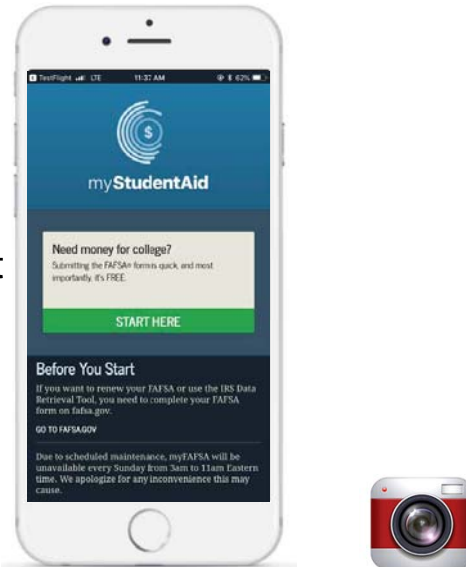 TestFlight LTE 11:37 AM 62%
$
myStudentAid
Need money for college?
Submitting the FAFSA® form is quick, and most
importantly, it's FREE.
START HERE
Before You Start
If you want to renew your FAFSA or use the IRS Data
Retrieval Tool, you need to complete your FAFSA
form on fafsa.gov.
GO TO FAFSA.GOV
Due to scheduled maintenance, myFAFSA will be
unavailable every Sunday from 3am to 11am Eastern
time. We apologize for any inconvenience this may
cause.